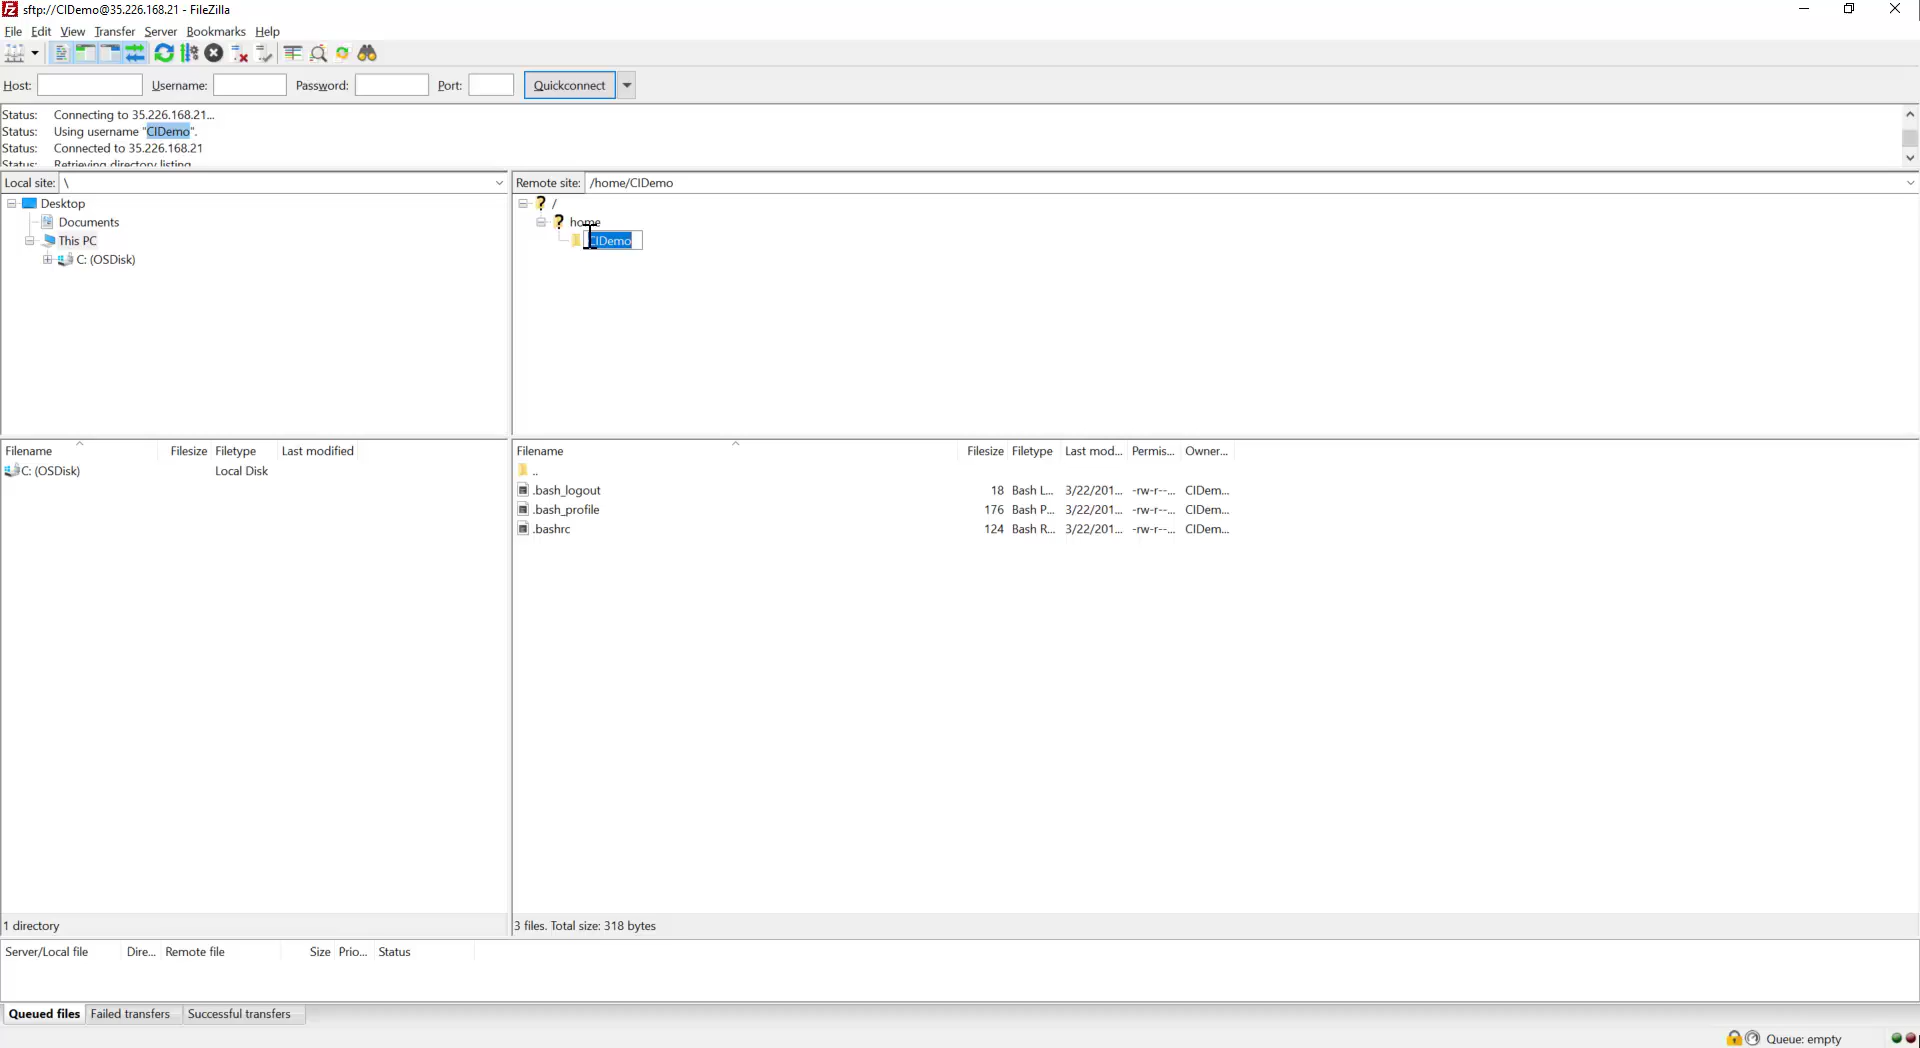 sftp://CIDemo@35.226.168.21 - FileZilla
File Edit View Transfer Server Bookmarks Help
Host: Username: Password: Port: Quickconnect
Status: Connecting to 35.226.168.21...
Status: Using username "CIDemo".
Status: Connected to 35.226.168.21
Status: Retrieving directory listing
Local site: \
Remote site: /home/CIDemo
Desktop
Documents
This PC
C: (OSDisk)
/
home
CIDemo
Filename Filesize Filetype Last modified
C: (OSDisk) Local Disk
1 directory
Filename Filesize Filetype Last mod... Permis... Owner...
..
.bash_logout 18 Bash L... 3/22/201... -rw-r--... CIDem...
.bash_profile 176 Bash P... 3/22/201... -rw-r--... CIDem...
.bashrc 124 Bash R... 3/22/201... -rw-r--... CIDem...
3 files. Total size: 318 bytes
Server/Local file Dire... Remote file Size Prio... Status
Queued files Failed transfers Successful transfers
Queue: empty